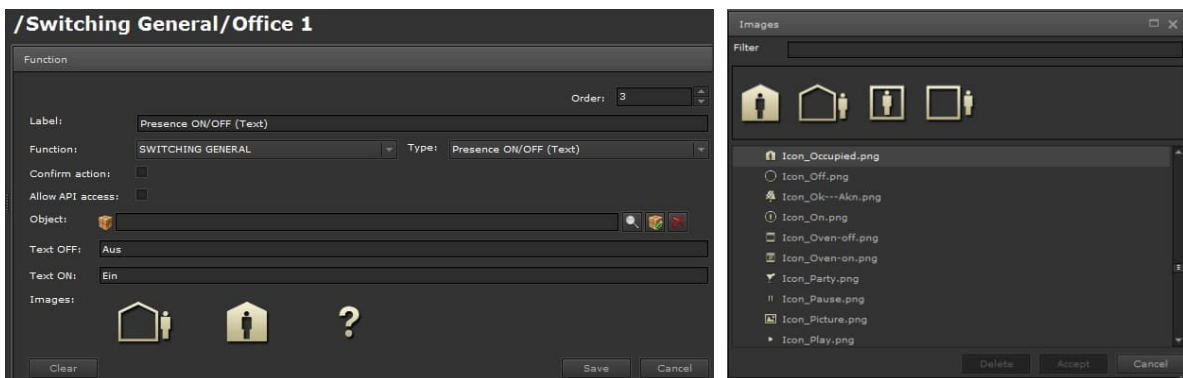 /Switching General/Office 1
Function
Order: 3
Label: Presence ON/OFF (Text)
Function: SWITCHING GENERAL Type: Presence ON/OFF (Text)
Confirm action:
Allow API access:
Object:
Text OFF: Aus
Text ON: Ein
Images:
?
Clear Save Cancel
Images
Filter
Icon_Occupied.png
Icon_Off.png
Icon_Ok---Akn.png
Icon_On.png
Icon_Oven-off.png
Icon_Oven-on.png
Icon_Party.png
Icon_Pause.png
Icon_Picture.png
Icon_Play.png
Delete Accept Cancel